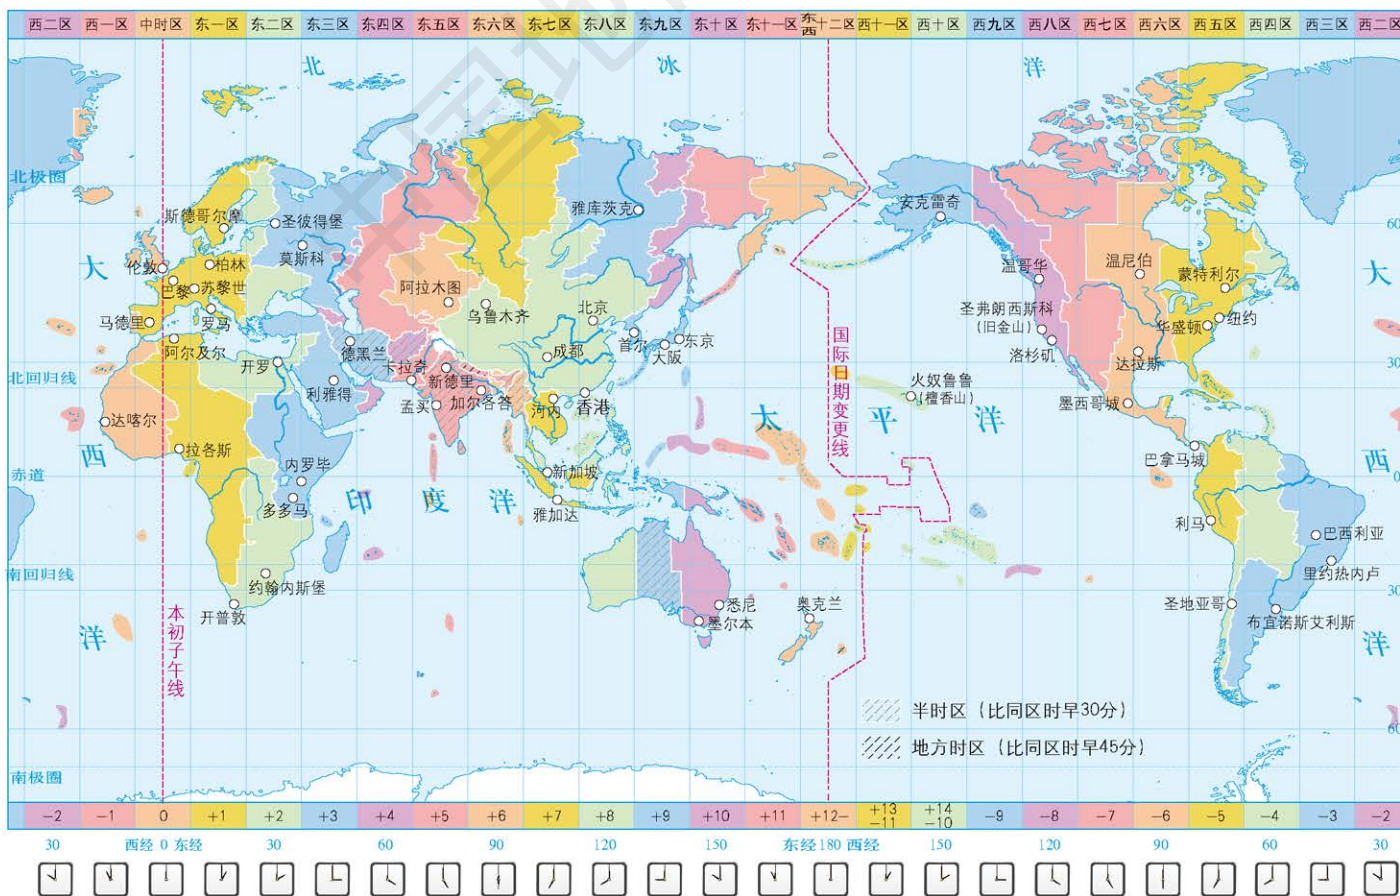 西二区 西一区 中时区 东一区 东二区 东三区 东四区 东五区 东六区 东七区 东八区 东九区 东十区 东十一区 东西十二区 西十一区 西十区 西九区 西八区 西七区 西六区 西五区 西四区 西三区 西二区
北 冰 洋
北极圈
斯德哥尔摩 圣彼得堡 雅库茨克 安克雷奇 60
大 伦敦 柏林 莫斯科 温哥华 温尼伯 蒙特利尔 大
巴黎 苏黎世 阿拉木图 乌鲁木齐 北京
马德里 罗马 圣弗朗西斯科 纽约
(旧金山) 华盛顿
阿尔及尔 德黑兰 首尔 东京
大阪 洛杉矶
开罗 卡拉奇 新德里 成都 达拉斯 30
北回归线 利雅得 孟买 加尔各答 河内 香港 火奴鲁鲁
(檀香山) 墨西哥城
达喀尔 太 平 洋
国际日期变更线
西 拉各斯 巴拿马城 西
赤道 内罗毕 新加坡 0
多多马 印 度 洋 雅加达
利马 巴西利亚
里约热内卢
南回归线 约翰内斯堡 30
开普敦 悉尼 奥克兰 圣地亚哥
墨尔本 布宜诺斯艾利斯
洋 本初子午线 洋
半时区（比同区时早30分）
地方时区（比同区时早45分）
60
南极圈
-2 -1 0 +1 +2 +3 +4 +5 +6 +7 +8 +9 +10 +11 +12- +13 -11 +14 -10 -9 -8 -7 -6 -5 -4 -3 -2
30 西经 0 东经 30 60 90 120 150 东经 180 西经 150 120 90 60 30